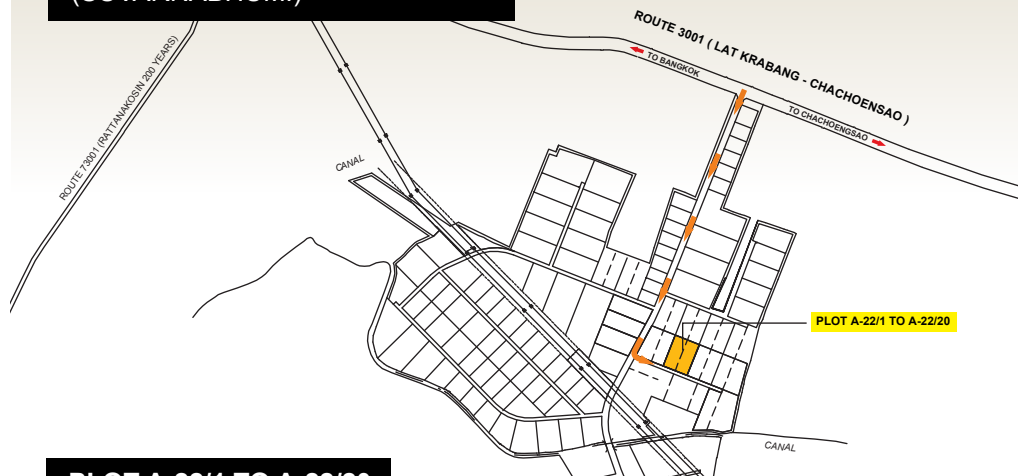 ROUTE 3001 ( LAT KRABANG - CHACHOENSAO )
TO BANGKOK
TO CHACHOENGSAO
ROUTE 73001 (RATTANAKOSIN 200 YEARS)
CANAL
PLOT A-22/1 TO A-22/20
CANAL